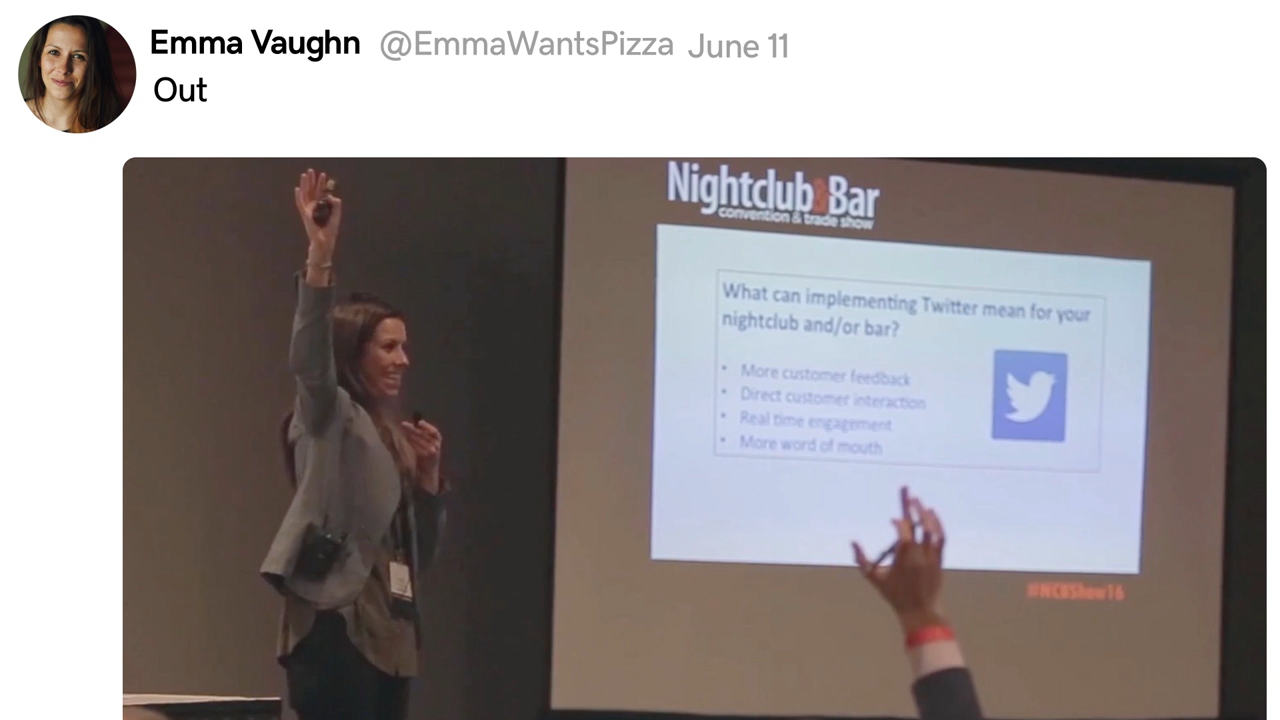 Emma Vaughn @EmmaWantsPizza June 11
Out
Nightclub&Bar
convention & trade show
What can implementing Twitter mean for your
nightclub and/or bar?
• More customer feedback
• Direct customer interaction
• Real time engagement
• More word of mouth
#NCBShow16